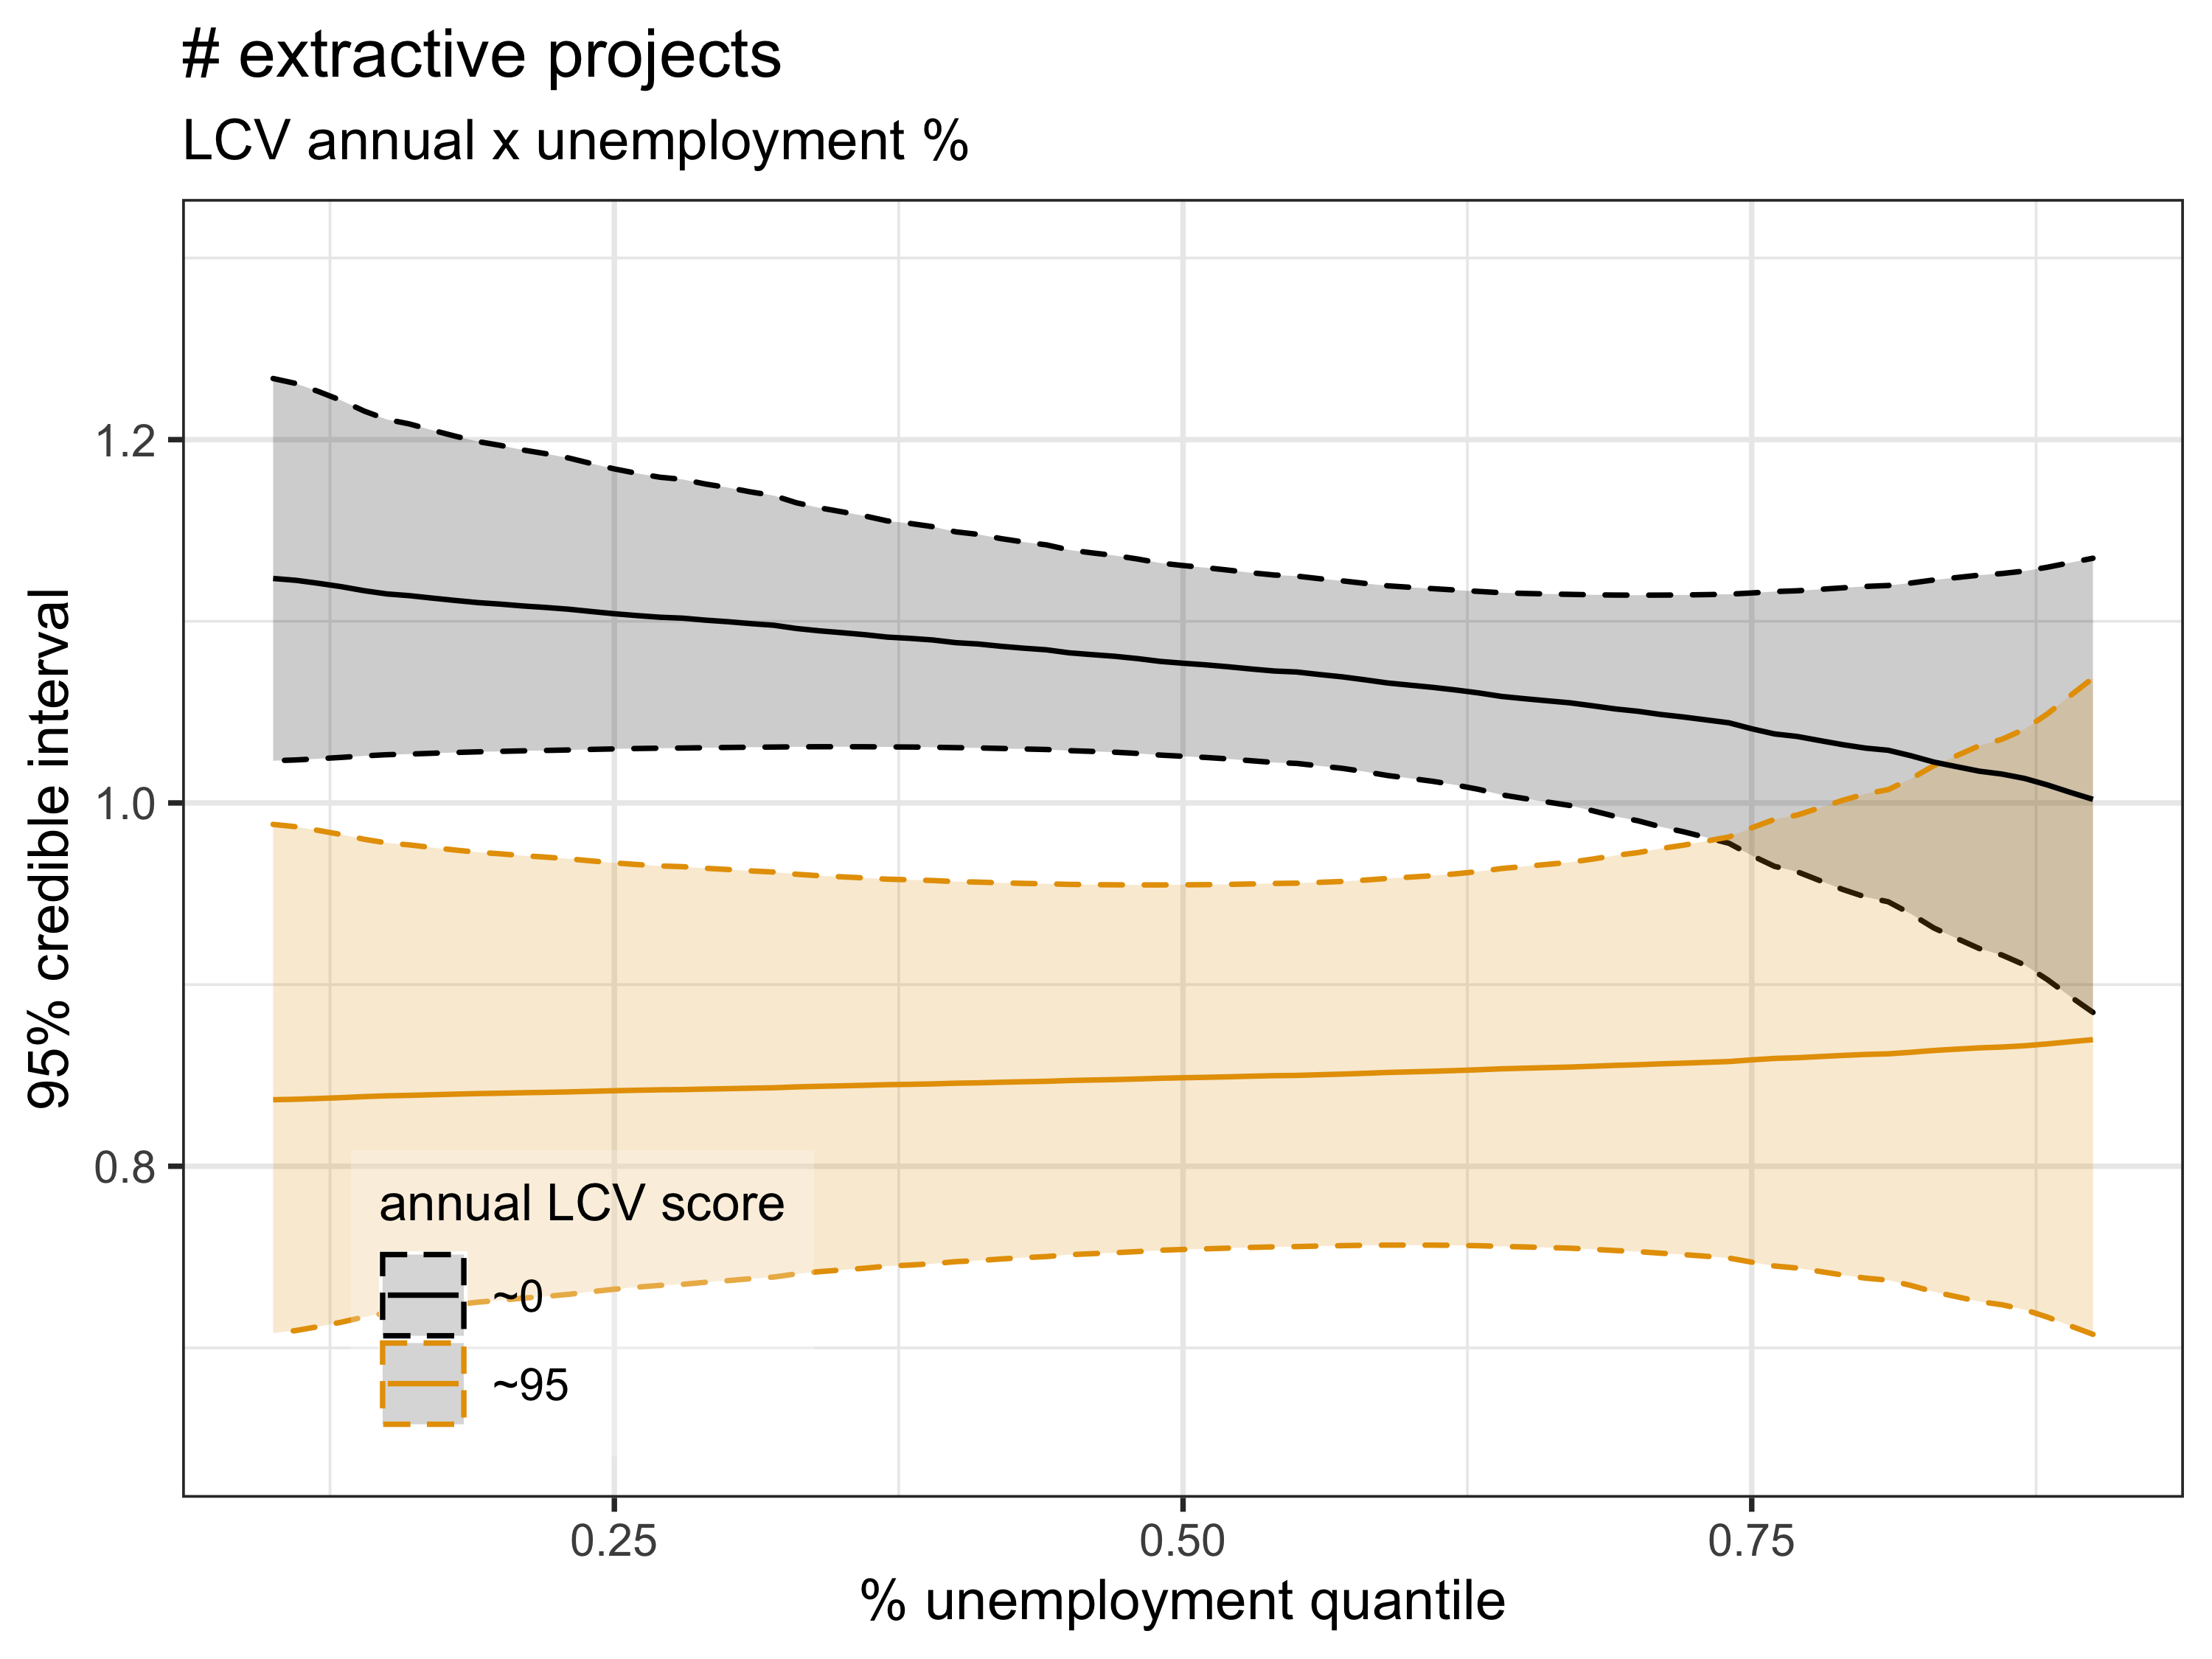 # extractive projects
LCV annual x unemployment %
95% credible interval
1.2
1.0
0.8
annual LCV score
~0
~95
0.25
0.50
0.75
% unemployment quantile